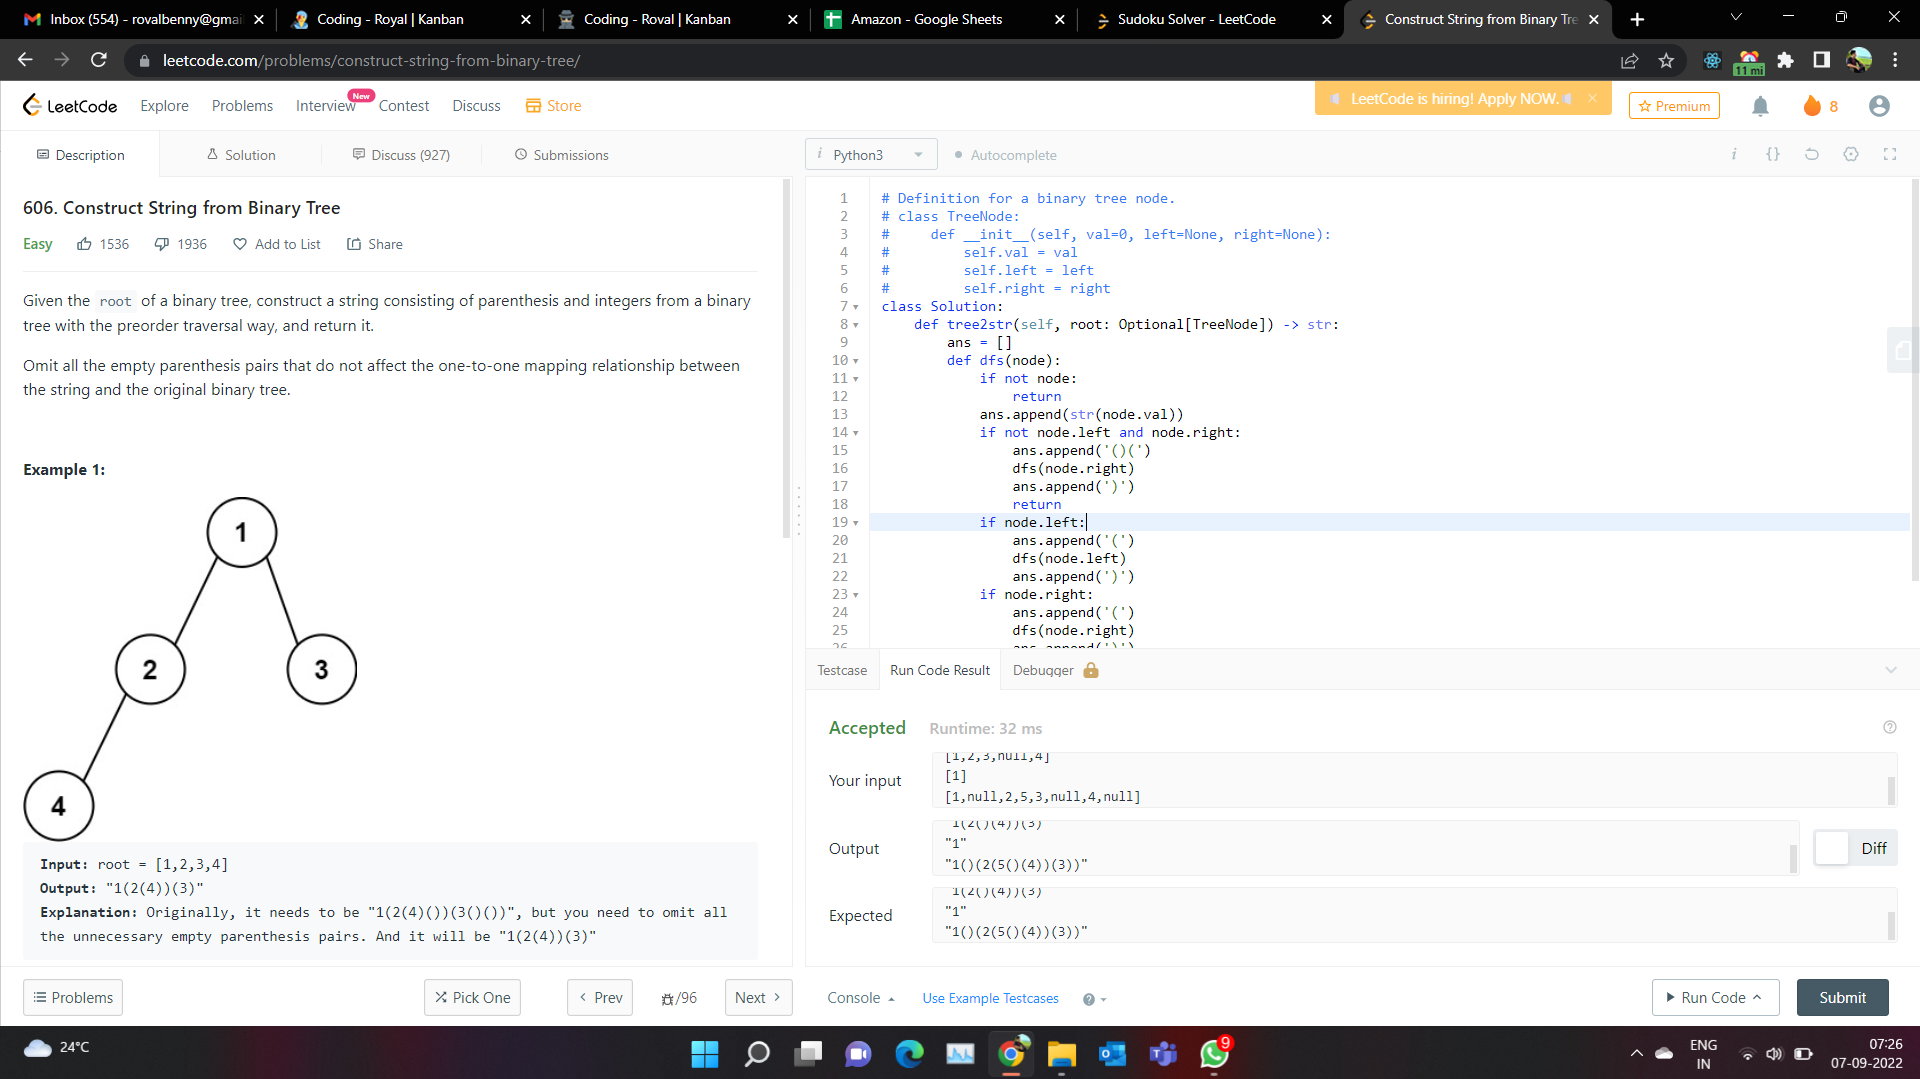 Inbox (554) - rovalbenny@gmai
Coding - Royal | Kanban
Coding - Roval | Kanban
Amazon - Google Sheets
Sudoku Solver - LeetCode
Construct String from Binary Tre
leetcode.com/problems/construct-string-from-binary-tree/
11 mi
LeetCode
Explore
Problems
Interview
New
Contest
Discuss
Store
LeetCode is hiring! Apply NOW.
Premium
8
Description
Solution
Discuss (927)
Submissions
606. Construct String from Binary Tree
Easy
1536
1936
Add to List
Share
Given the root of a binary tree, construct a string consisting of parenthesis and integers from a binary
tree with the preorder traversal way, and return it.
Omit all the empty parenthesis pairs that do not affect the one-to-one mapping relationship between
the string and the original binary tree.
Example 1:
1
2
3
4
Input: root = [1,2,3,4]
Output: "1(2(4))(3)"
Explanation: Originally, it needs to be "1(2(4)())(3()())", but you need to omit all
the unnecessary empty parenthesis pairs. And it will be "1(2(4))(3)"
i Python3
Autocomplete
i {}
1 # Definition for a binary tree node.
2 # class TreeNode:
3 #     def __init__(self, val=0, left=None, right=None):
4 #         self.val = val
5 #         self.left = left
6 #         self.right = right
7 class Solution:
8     def tree2str(self, root: Optional[TreeNode]) -> str:
9         ans = []
10         def dfs(node):
11             if not node:
12                 return
13             ans.append(str(node.val))
14             if not node.left and node.right:
15                 ans.append('()(')
16                 dfs(node.right)
17                 ans.append(')')
18                 return
19             if node.left:
20                 ans.append('(')
21                 dfs(node.left)
22                 ans.append(')')
23             if node.right:
24                 ans.append('(')
25                 dfs(node.right)
26                 ans.append(')')
Testcase
Run Code Result
Debugger
Accepted
Runtime: 32 ms
Your input
[1,2,3,null,4]
[1]
[1,null,2,5,3,null,4,null]
Output
"1(2()(4))(3)"
"1"
"1()(2(5()(4))(3))"
Diff
Expected
"1(2()(4))(3)"
"1"
"1()(2(5()(4))(3))"
Problems
Pick One
Prev
/96
Next
Console
Use Example Testcases
Run Code
Submit
24°C
9
ENG
IN
07:26
07-09-2022